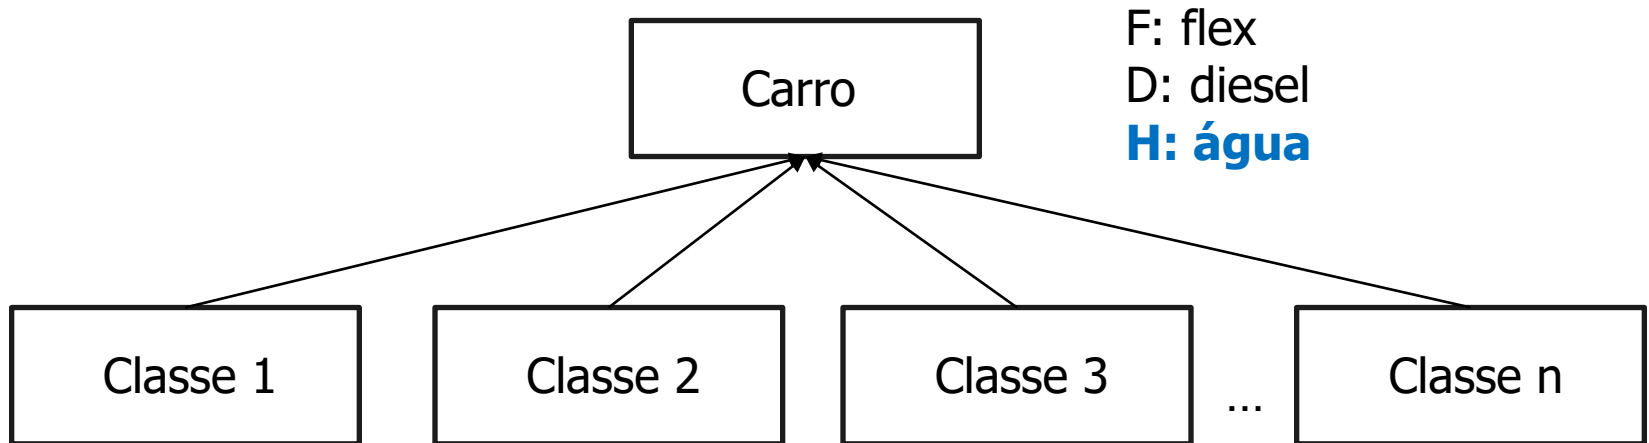 Carro
F: flex
D: diesel
H: água
Classe 1
Classe 2
Classe 3
...
Classe n